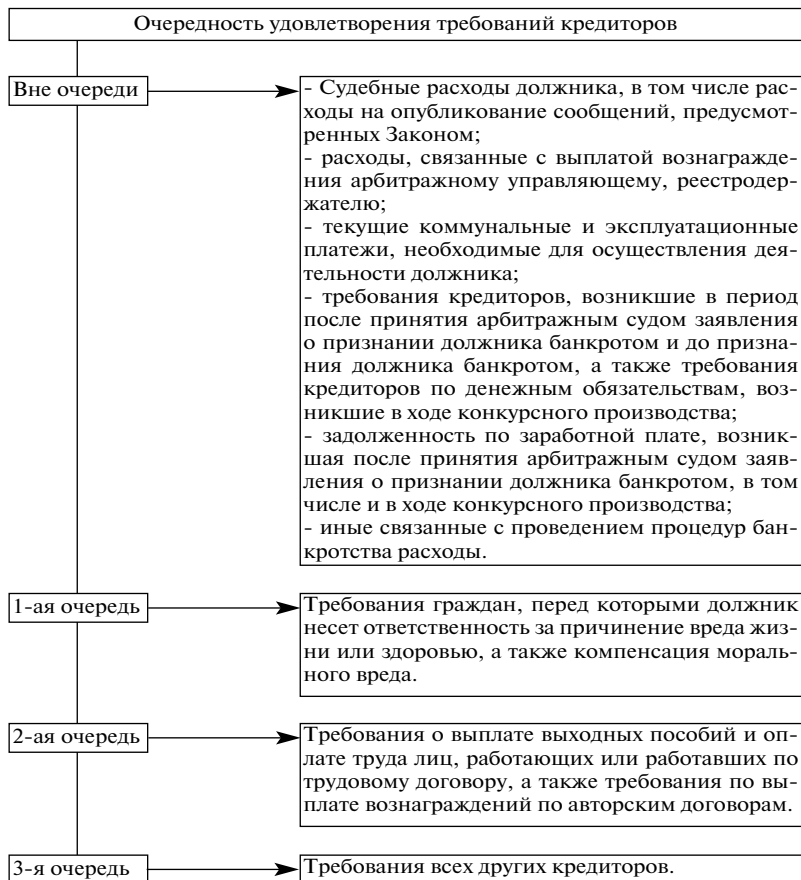 Очередность удовлетворения требований кредиторов
Вне очереди
- Судебные расходы должника, в том числе рас-
ходы на опубликование сообщений, предусмот-
ренных Законом;
- расходы, связанные с выплатой вознагражде-
ния арбитражному управляющему, реестродер-
жателю;
- текущие коммунальные и эксплуатационные
платежи, необходимые для осуществления дея-
тельности должника;
- требования кредиторов, возникшие в период
после принятия арбитражным судом заявления
о признании должника банкротом и до призна-
ния должника банкротом, а также требования
кредиторов по денежным обязательствам, воз-
никшие в ходе конкурсного производства;
- задолженность по заработной плате, возник-
шая после принятия арбитражным судом заяв-
ления о признании должника банкротом, в том
числе и в ходе конкурсного производства;
- иные связанные с проведением процедур бан-
кротства расходы.
1-ая очередь
Требования граждан, перед которыми должник
несет ответственность за причинение вреда жиз-
ни или здоровью, а также компенсация мораль-
ного вреда.
2-ая очередь
Требования о выплате выходных пособий и оп-
лате труда лиц, работающих или работавших по
трудовому договору, а также требования по вы-
плате вознаграждений по авторским договорам.
3-я очередь
Требования всех других кредиторов.